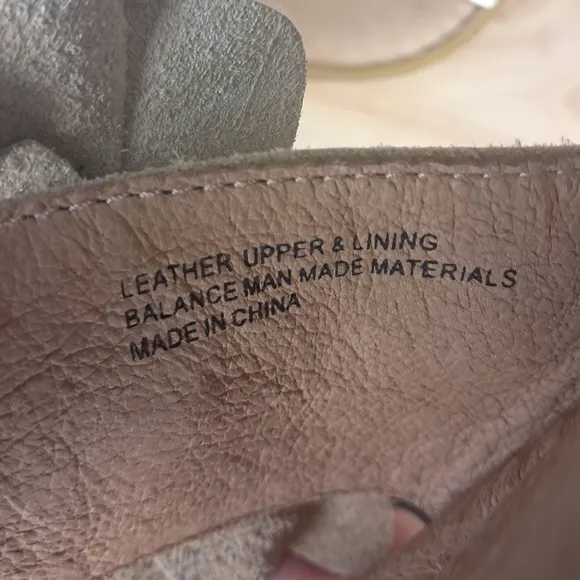 LEATHER UPPER & LINING
BALANCE MAN MADE MATERIALS
MADE IN CHINA